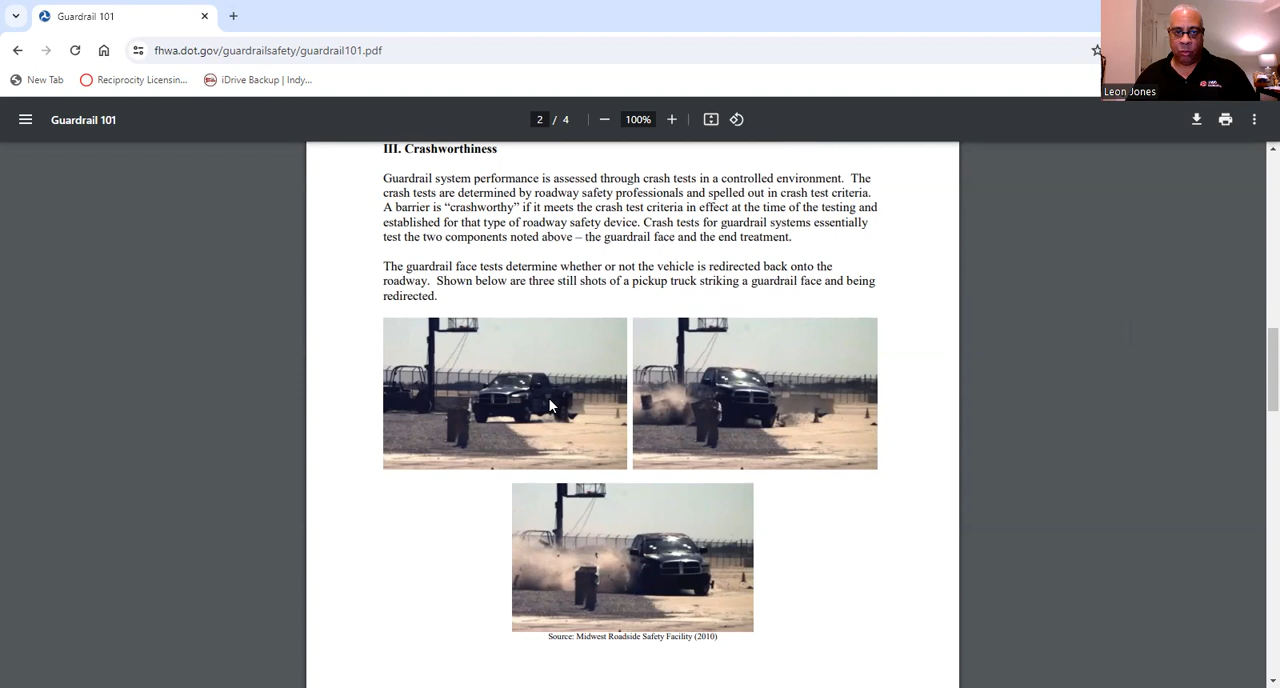 Guardrail 101
fhwa.dot.gov/guardrailsafety/guardrail101.pdf
New Tab
Reciprocity Licensin...
iDrive Backup | Indy...
Leon Jones
Guardrail 101
2 / 4
100%
III. Crashworthiness
Guardrail system performance is assessed through crash tests in a controlled environment. The
crash tests are determined by roadway safety professionals and spelled out in crash test criteria.
A barrier is “crashworthy” if it meets the crash test criteria in effect at the time of the testing and
established for that type of roadway safety device. Crash tests for guardrail systems essentially
test the two components noted above – the guardrail face and the end treatment.
The guardrail face tests determine whether or not the vehicle is redirected back onto the
roadway. Shown below are three still shots of a pickup truck striking a guardrail face and being
redirected.
Source: Midwest Roadside Safety Facility (2010)